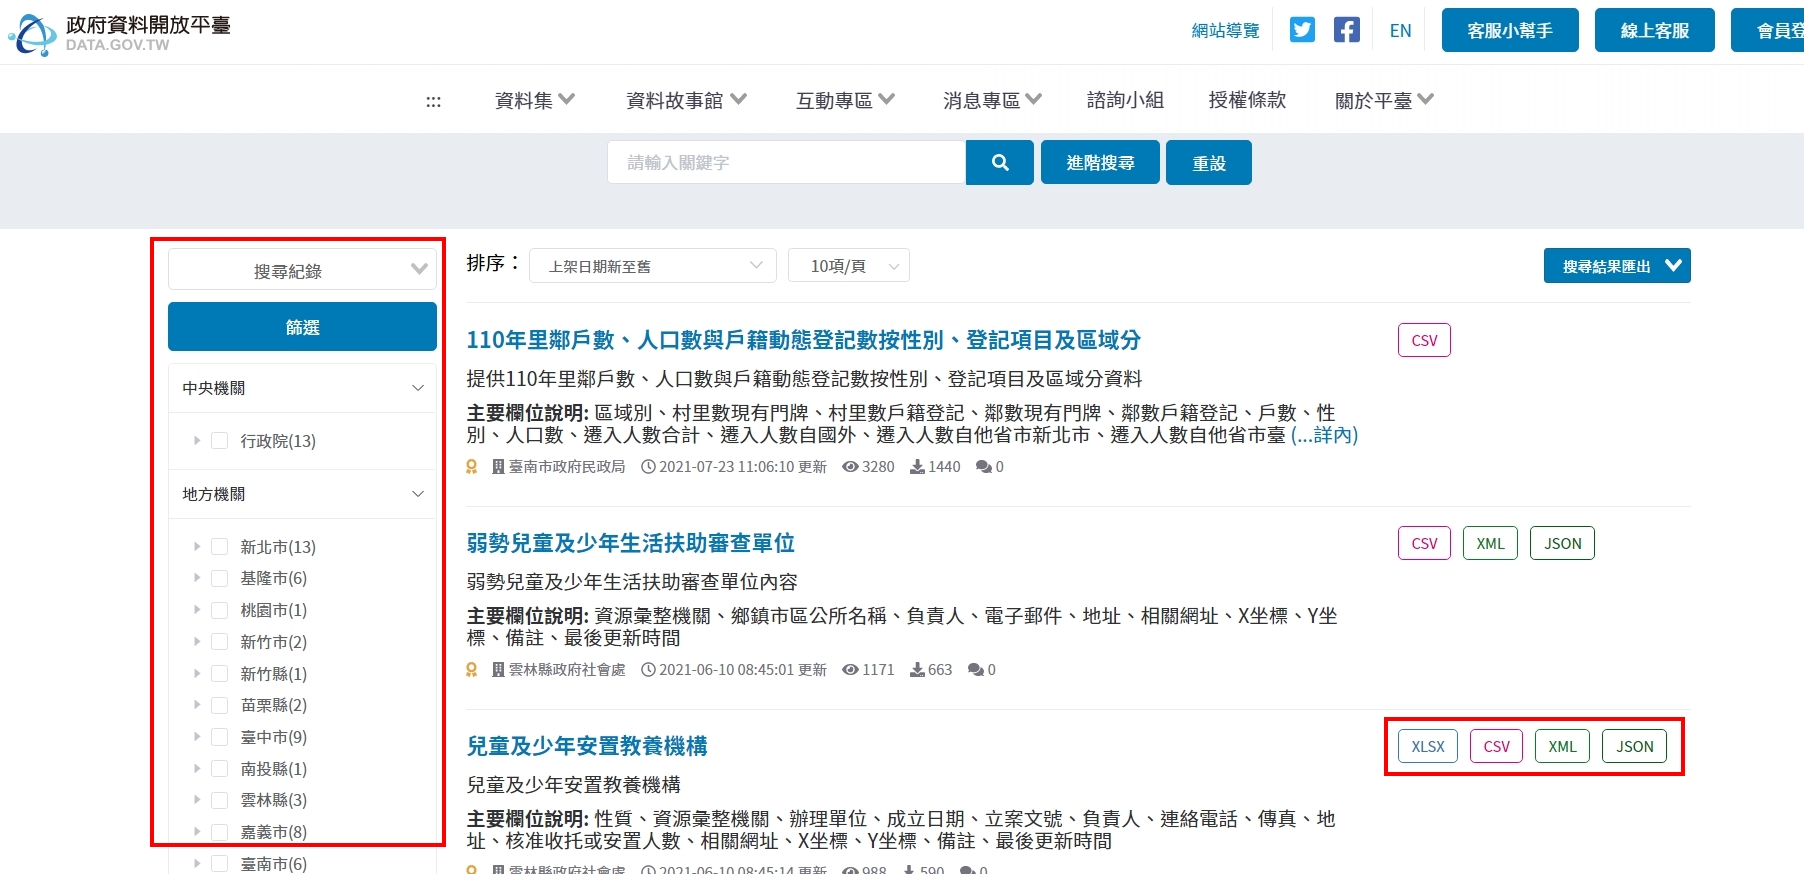 政府資料開放平臺
DATA.GOV.TW
網站導覽
EN
客服小幫手
線上客服
會員登
:::
資料集
資料故事館
互動專區
消息專區
諮詢小組
授權條款
關於平臺
請輸入關鍵字
進階搜尋
重設
搜尋紀錄
篩選
中央機關
行政院(13)
地方機關
新北市(13)
基隆市(6)
桃園市(1)
新竹市(2)
新竹縣(1)
苗栗縣(2)
臺中市(9)
南投縣(1)
雲林縣(3)
嘉義市(8)
臺南市(6)
排序：
上架日期新至舊
10項/頁
搜尋結果匯出
110年里鄰戶數、人口數與戶籍動態登記數按性別、登記項目及區域分
CSV
提供110年里鄰戶數、人口數與戶籍動態登記數按性別、登記項目及區域分資料
主要欄位說明: 區域別、村里數現有門牌、村里數戶籍登記、鄰數現有門牌、鄰數戶籍登記、戶數、性
別、人口數、遷入人數合計、遷入人數自國外、遷入人數自他省市新北市、遷入人數自他省市臺 (...詳內)
臺南市政府民政局 2021-07-23 11:06:10 更新 3280 1440 0
弱勢兒童及少年生活扶助審查單位
CSV XML JSON
弱勢兒童及少年生活扶助審查單位內容
主要欄位說明: 資源彙整機關、鄉鎮市區公所名稱、負責人、電子郵件、地址、相關網址、X坐標、Y坐
標、備註、最後更新時間
雲林縣政府社會處 2021-06-10 08:45:01 更新 1171 663 0
兒童及少年安置教養機構
XLSX CSV XML JSON
兒童及少年安置教養機構
主要欄位說明: 性質、資源彙整機關、辦理單位、成立日期、立案文號、負責人、連絡電話、傳真、地
址、核准收托或安置人數、相關網址、X坐標、Y坐標、備註、最後更新時間
雲林縣政府社會處 2021-06-10 08:45:14 更新 988 590 0